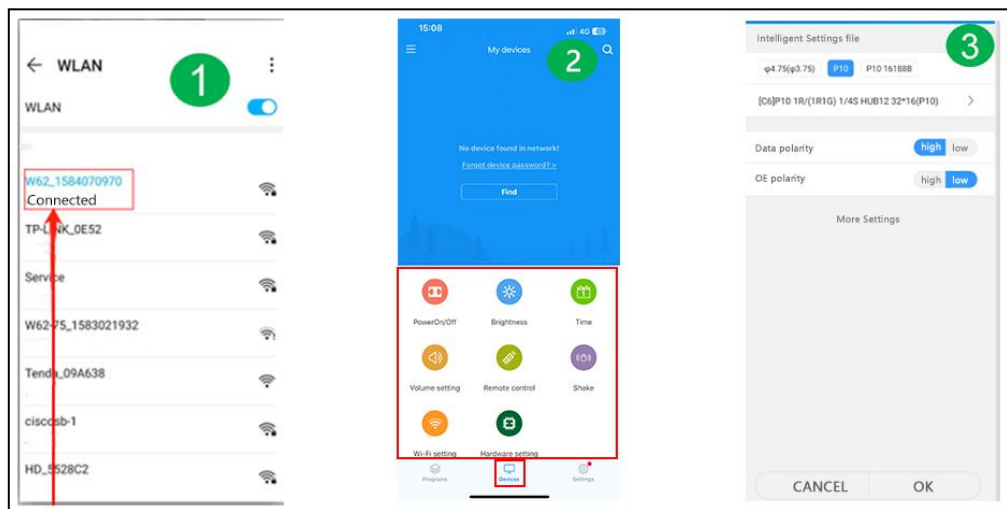 ← WLAN
1
WLAN
W62_1584070970
Connected
TP-LINK_0E52
Service
W62-75_1583021932
Tenda_09A638
ciscosb-1
HD_5528C2
15:08
4G
My devices
2
No device found in network!
Forgot device password? >
Find
PowerOn/Off
Brightness
Time
Volume setting
Remote control
Shake
Wi-Fi setting
Hardware setting
Programs
Devices
Settings
Intelligent Settings file
3
φ4.75(φ3.75) P10 P10 16188B
[C6]P10 1R/(1R1G) 1/4S HUB12 32*16(P10) >
Data polarity high low
OE polarity high low
More Settings
CANCEL OK